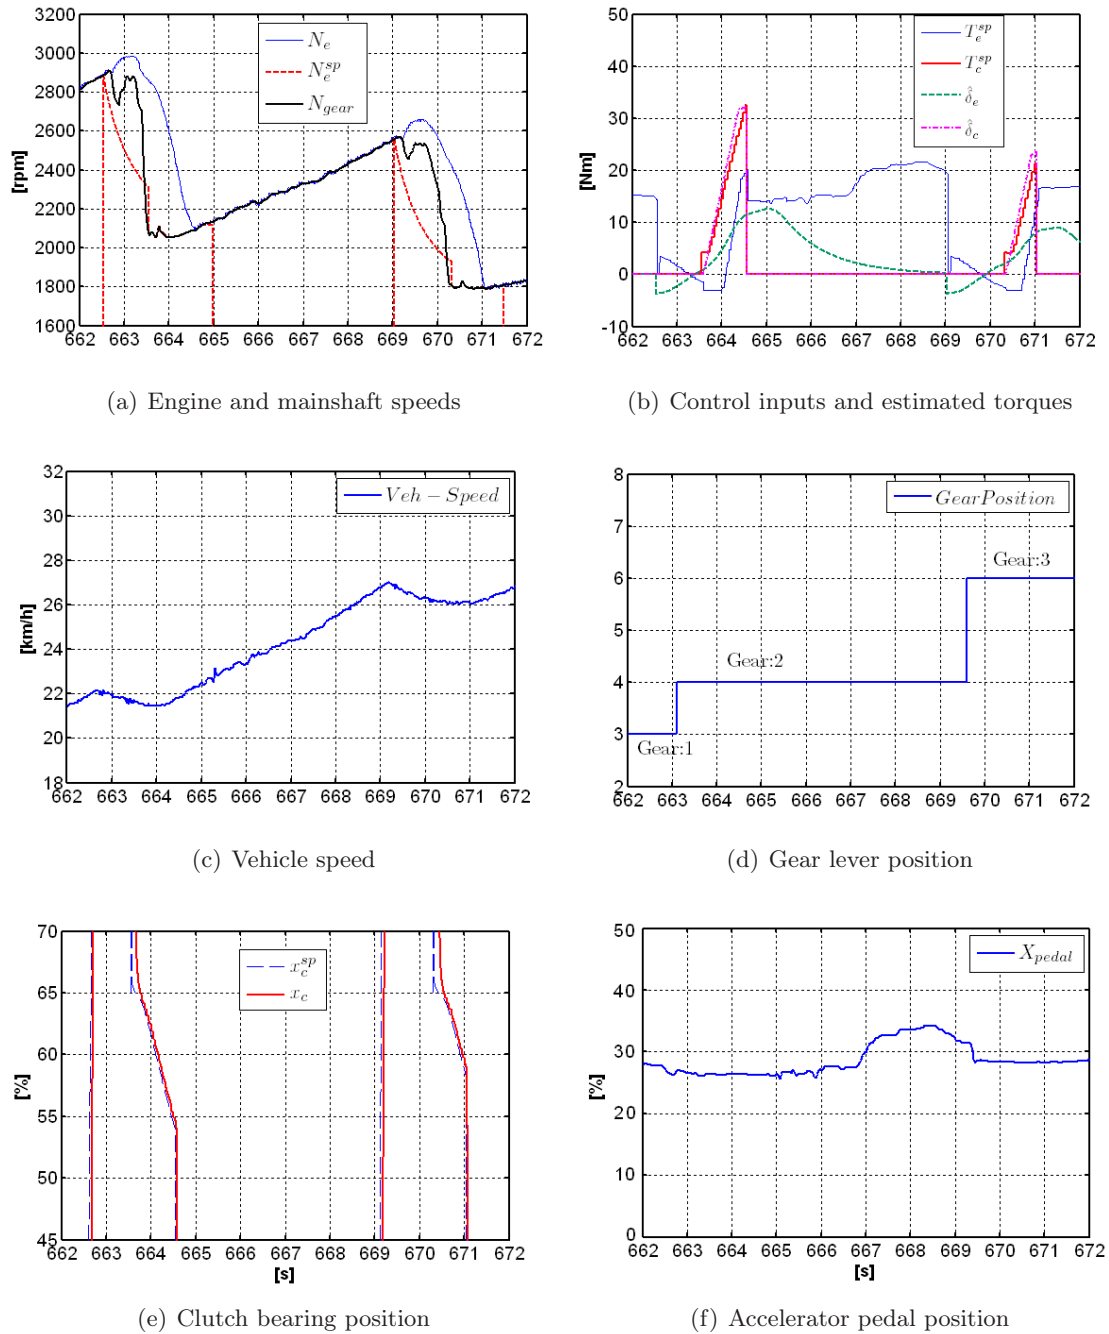 3200
3000
2800
2600
2400
2200
2000
1800
1600
[rpm]
N_e
N_e^{sp}
N_{gear}
662 663 664 665 666 667 668 669 670 671 672
(a) Engine and mainshaft speeds
50
40
30
20
10
0
-10
[Nm]
T_e^{sp}
T_c^{sp}
\hat{\delta}_e
\hat{\delta}_c
662 663 664 665 666 667 668 669 670 671 672
(b) Control inputs and estimated torques
32
30
28
26
24
22
20
18
[km/h]
Veh − Speed
662 663 664 665 666 667 668 669 670 671 672
(c) Vehicle speed
8
7
6
5
4
3
2
GearPosition
Gear:3
Gear:2
Gear:1
662 663 664 665 666 667 668 669 670 671 672
(d) Gear lever position
70
65
60
55
50
45
[%]
x_c^{sp}
x_c
662 663 664 665 666 667 668 669 670 671 672
[s]
(e) Clutch bearing position
50
40
30
20
10
0
[%]
X_{pedal}
662 663 664 665 666 667 668 669 670 671 672
[s]
(f) Accelerator pedal position